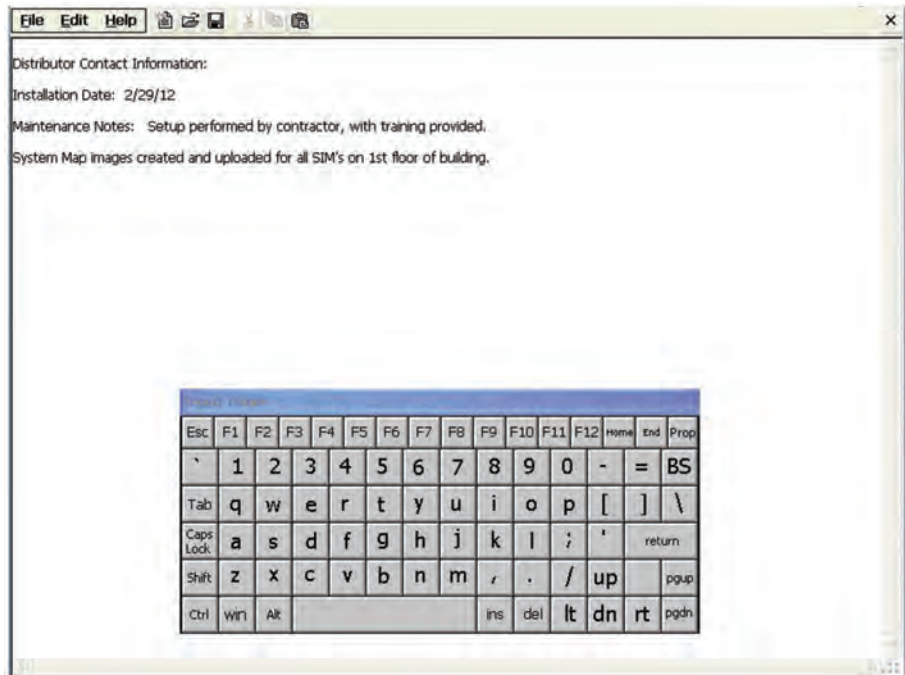 File Edit Help
Distributor Contact Information:
Installation Date: 2/29/12
Maintenance Notes: Setup performed by contractor, with training provided.
System Map images created and uploaded for all SIM's on 1st floor of building.
Input Panel
Esc F1 F2 F3 F4 F5 F6 F7 F8 F9 F10 F11 F12 Home End Prop
` 1 2 3 4 5 6 7 8 9 0 - = BS
Tab q w e r t y u i o p [ ] \
Caps Lock a s d f g h j k l ; ' return
Shift z x c v b n m , . / up pgup
Ctrl win Alt ins del lt dn rt pgdn